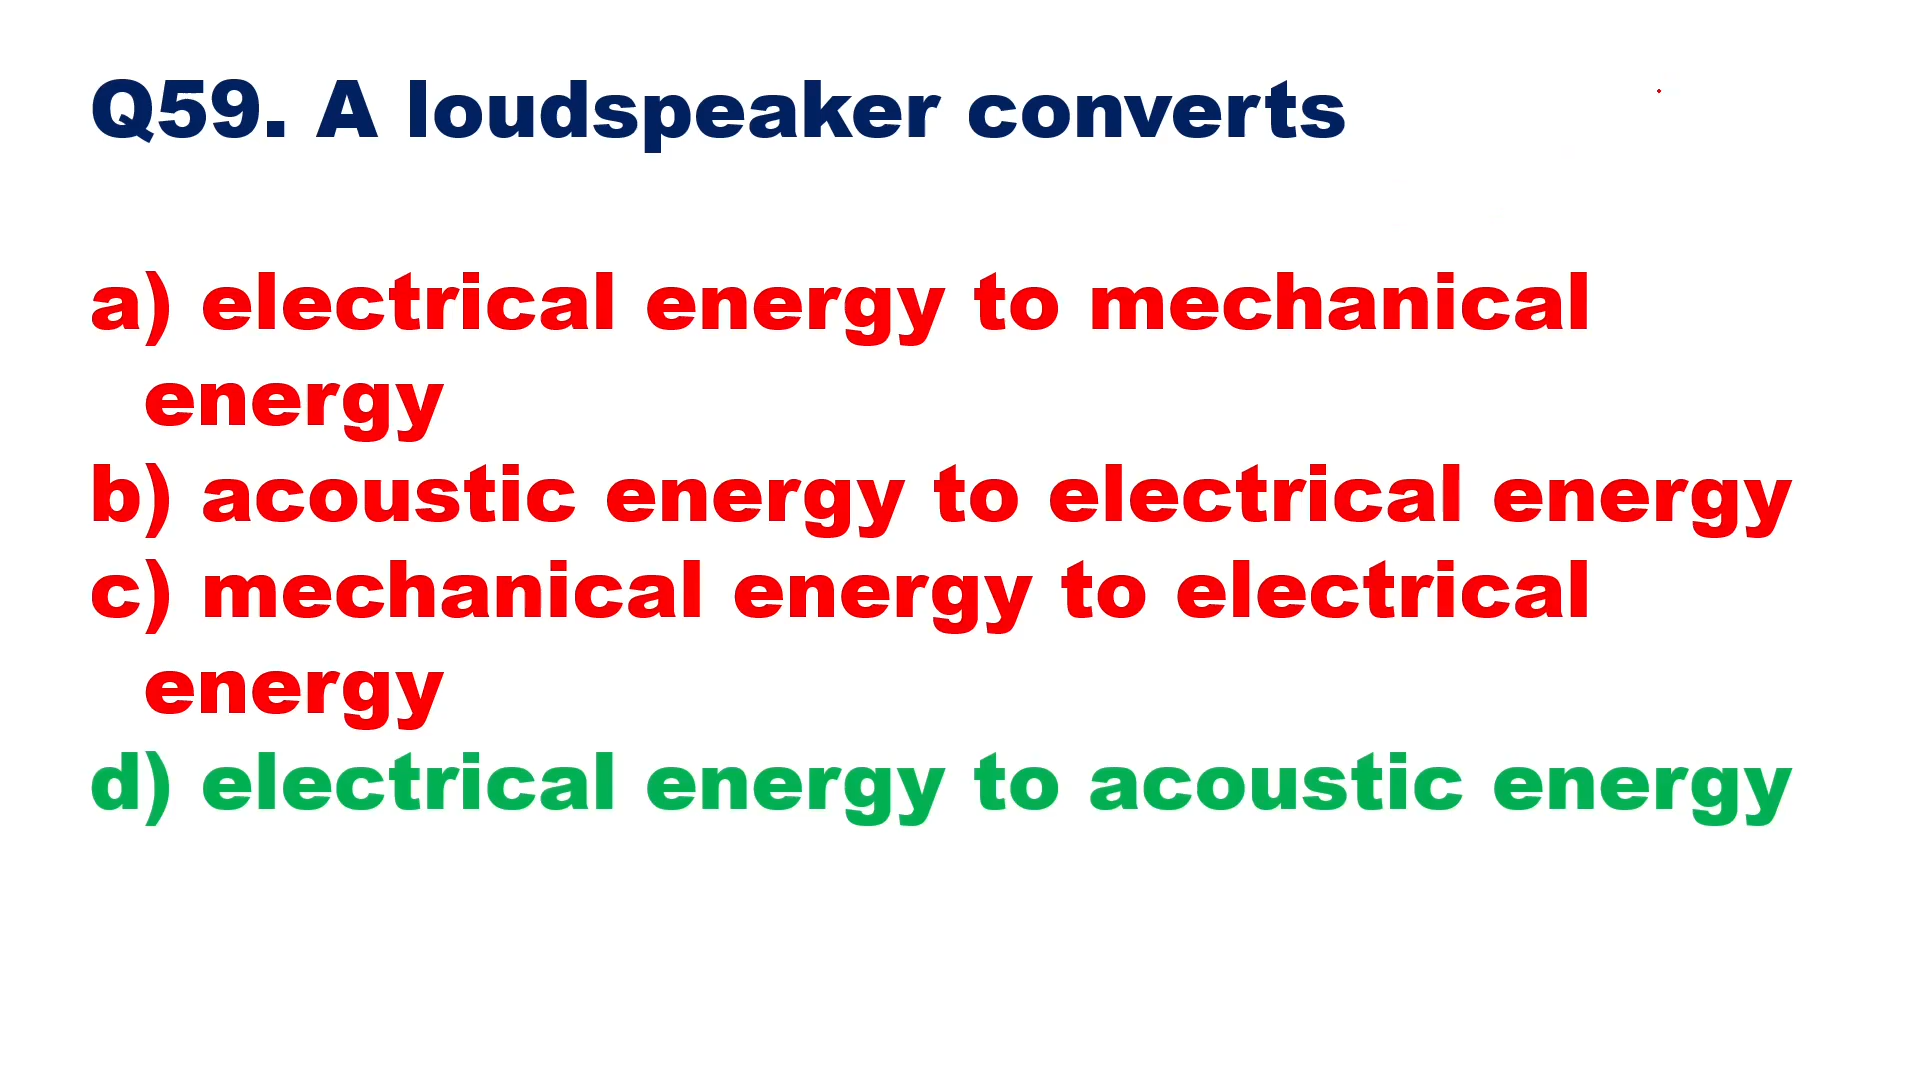 Q59. A loudspeaker converts
a) electrical energy to mechanical
energy
b) acoustic energy to electrical energy
c) mechanical energy to electrical
energy
d) electrical energy to acoustic energy